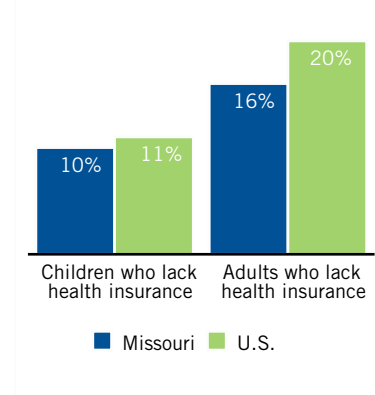 20%
16%
10%
11%
Children who lack
health insurance
Adults who lack
health insurance
Missouri
U.S.